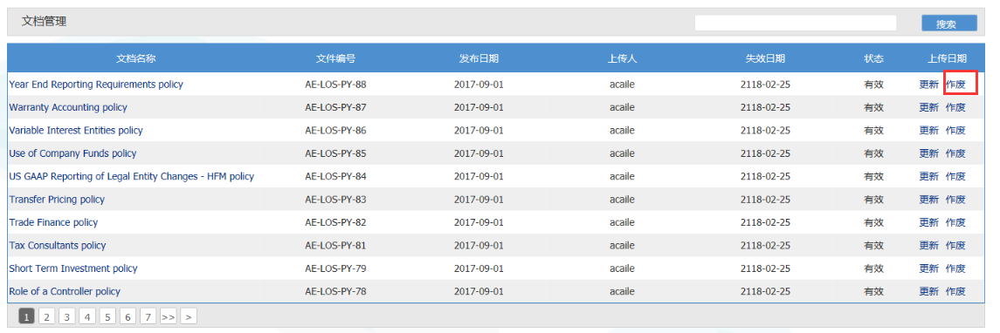 文档管理 搜索
文档名称 文件编号 发布日期 上传人 失效日期 状态 上传日期
Year End Reporting Requirements policy AE-LOS-PY-88 2017-09-01 acaile 2118-02-25 有效 更新 作废
Warranty Accounting policy AE-LOS-PY-87 2017-09-01 acaile 2118-02-25 有效 更新 作废
Variable Interest Entities policy AE-LOS-PY-86 2017-09-01 acaile 2118-02-25 有效 更新 作废
Use of Company Funds policy AE-LOS-PY-85 2017-09-01 acaile 2118-02-25 有效 更新 作废
US GAAP Reporting of Legal Entity Changes - HFM policy AE-LOS-PY-84 2017-09-01 acaile 2118-02-25 有效 更新 作废
Transfer Pricing policy AE-LOS-PY-83 2017-09-01 acaile 2118-02-25 有效 更新 作废
Trade Finance policy AE-LOS-PY-82 2017-09-01 acaile 2118-02-25 有效 更新 作废
Tax Consultants policy AE-LOS-PY-81 2017-09-01 acaile 2118-02-25 有效 更新 作废
Short Term Investment policy AE-LOS-PY-79 2017-09-01 acaile 2118-02-25 有效 更新 作废
Role of a Controller policy AE-LOS-PY-78 2017-09-01 acaile 2118-02-25 有效 更新 作废
1 2 3 4 5 6 7 >> >